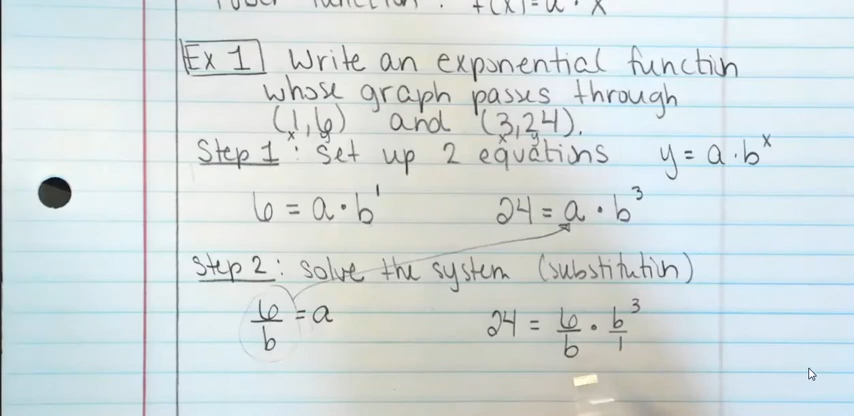 function : f(x) = a · x
Ex 1 Write an exponential function
whose graph passes through
(1,6) and (3,24).
x y x y
Step 1 : Set up 2 equations y = a · b^x
6 = a · b^1 24 = a · b^3
Step 2 : solve the system (substitution)
6/b = a 24 = 6/b · b^3/1